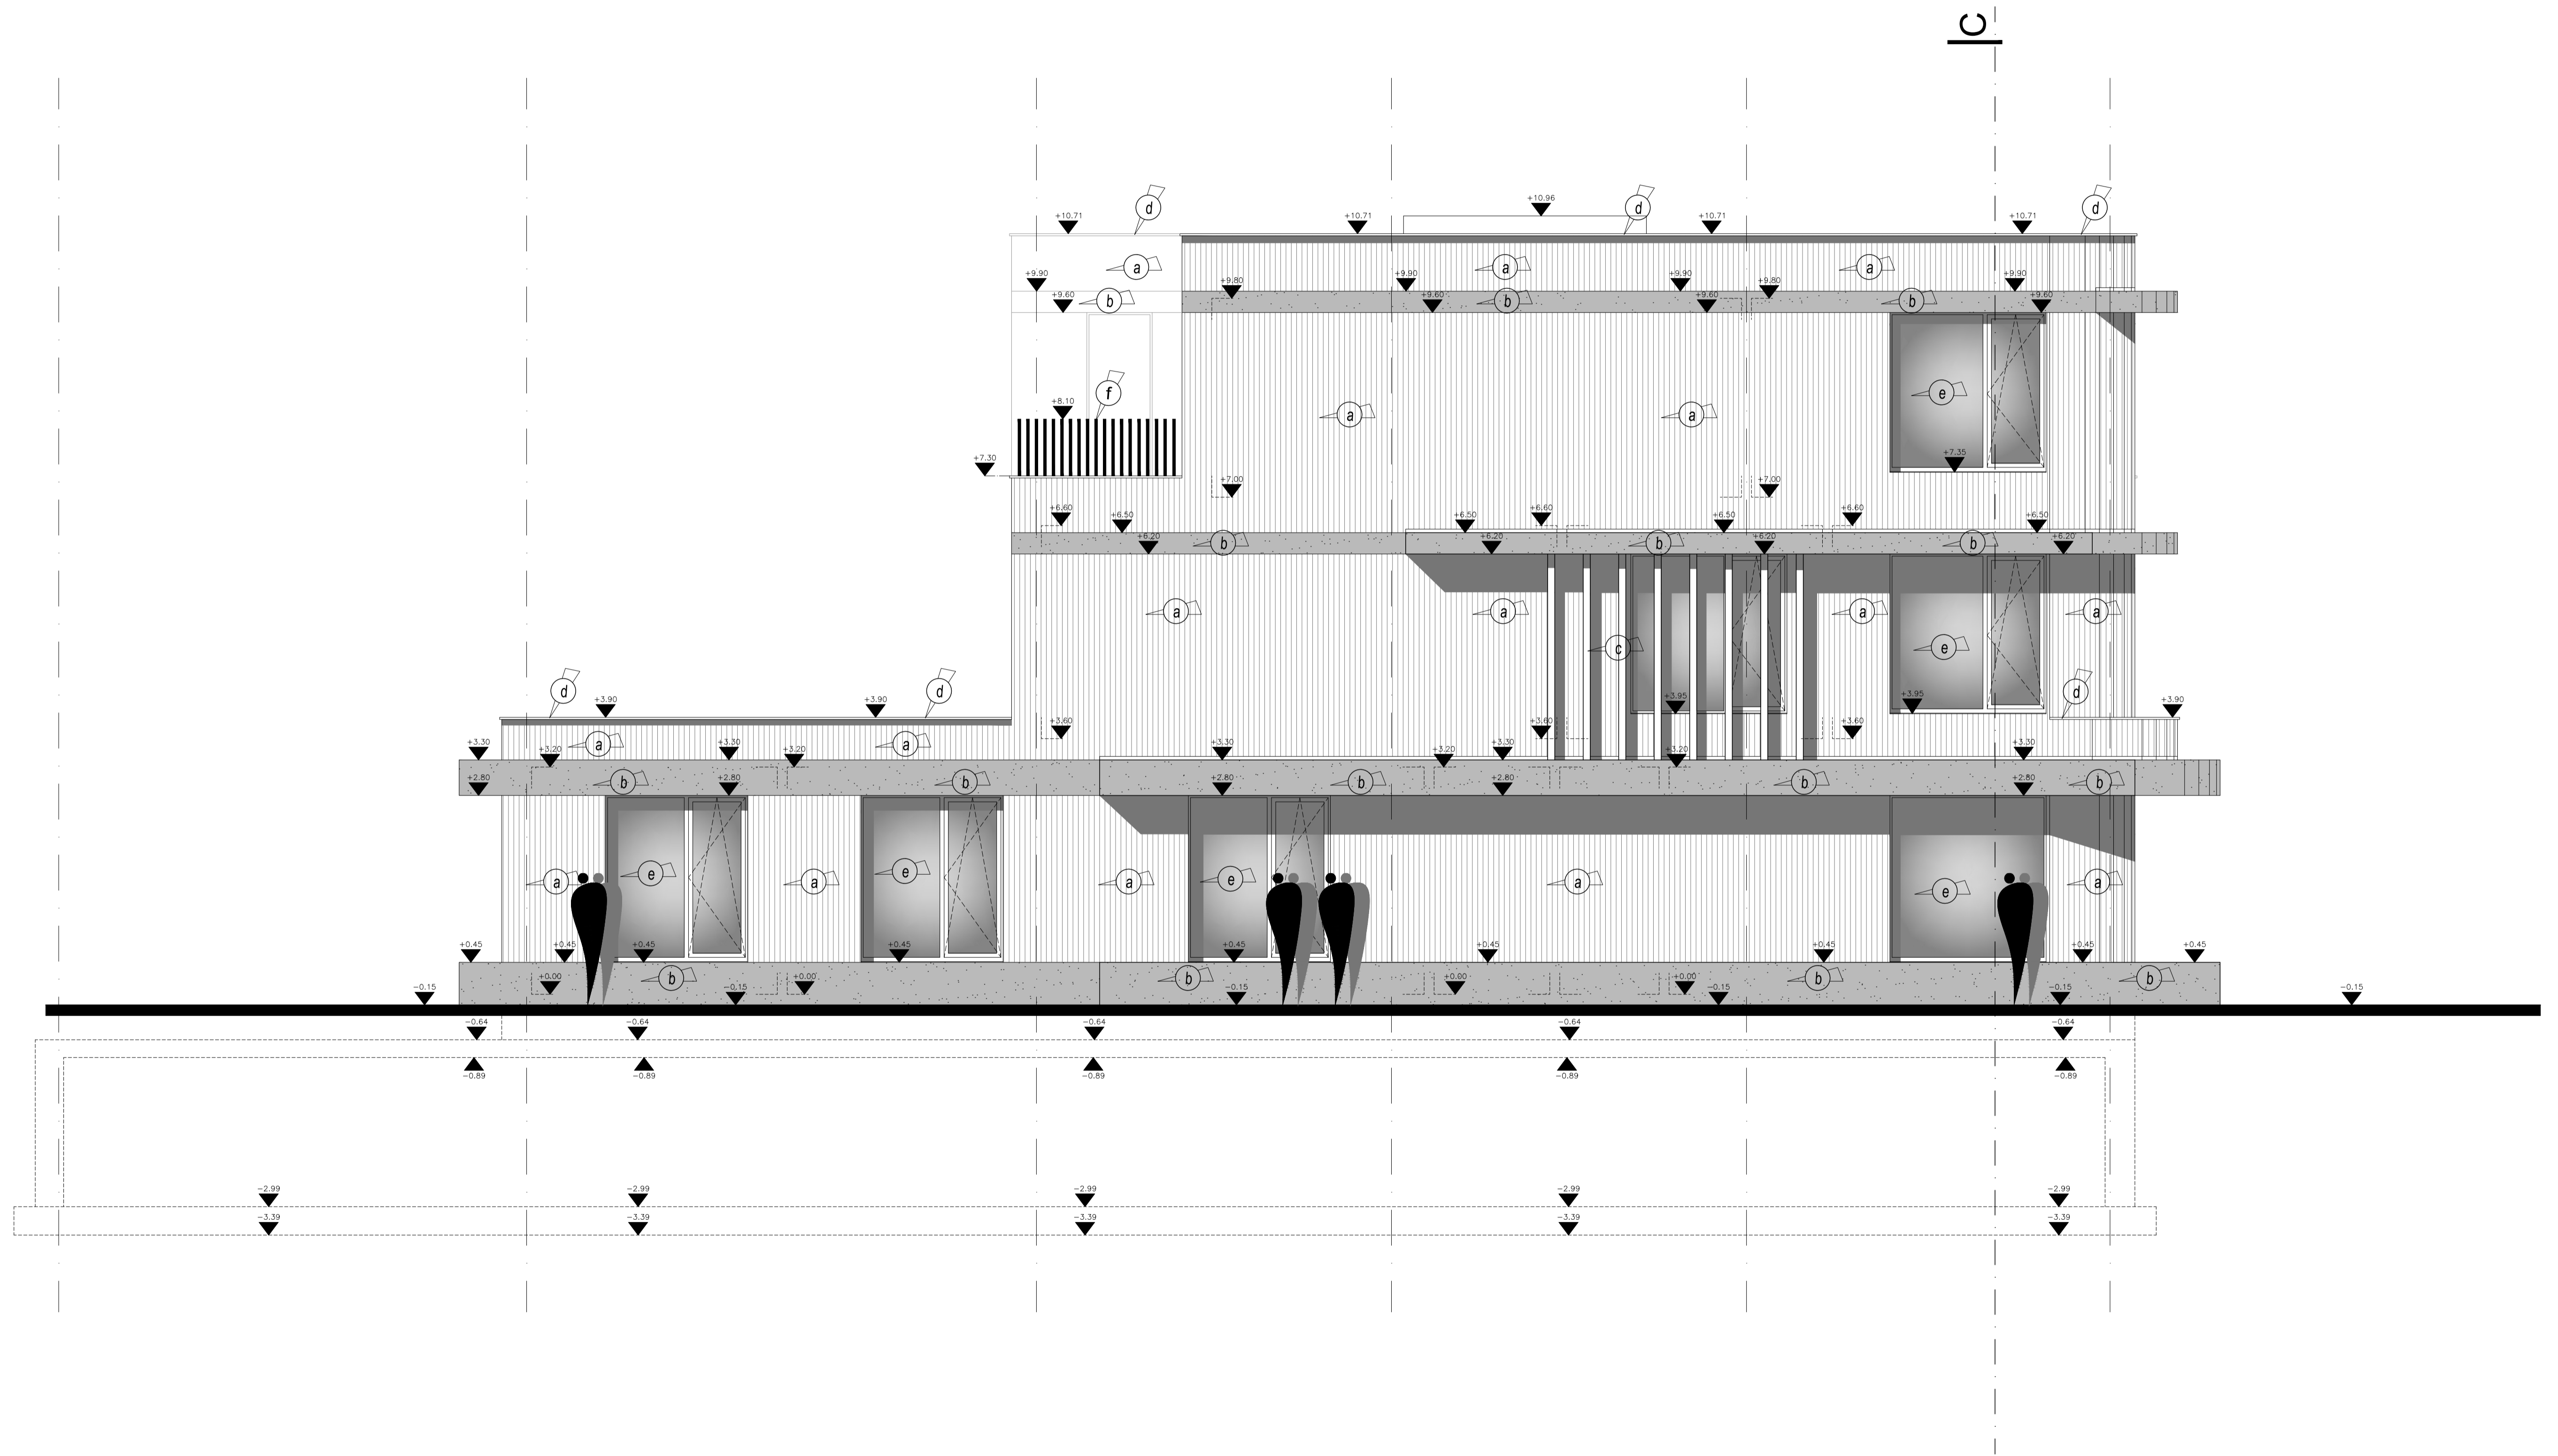 C
d d d
+10.96
+10.71 +10.71 +10.71 +10.71
a a a
+9.90 +9.80 +9.90 +9.90 +9.80 +9.90
+9.60 b +9.60 b +9.60 b +9.60
f e
+8.10 a a
+7.30 +7.35
+7.00 +7.00
+6.60 +6.50 +6.50 +6.60 +6.50 +6.60 +6.50
+6.20 b +6.20 b +6.20 b +6.20
a a a a
c e
d d d
+3.90 +3.90 +3.95 +3.95 +3.90
+3.60 +3.60 +3.60
a a
+3.30 +3.20 +3.30 +3.20 +3.30 +3.20 +3.30 +3.20 +3.30
+2.80 b +2.80 b +2.80 b +2.80 b +2.80 b
e e e e
a a a a a
+0.45 +0.45 +0.45 +0.45 +0.45 +0.45 +0.45 +0.45 +0.45
+0.00 b +0.00 b +0.00 +0.00 b b
-0.15 -0.15 -0.15 -0.15 -0.15 -0.15
-0.64 -0.64 -0.64 -0.64 -0.64
-0.89 -0.89 -0.89 -0.89 -0.89
-2.99 -2.99 -2.99 -2.99 -2.99
-3.39 -3.39 -3.39 -3.39 -3.39